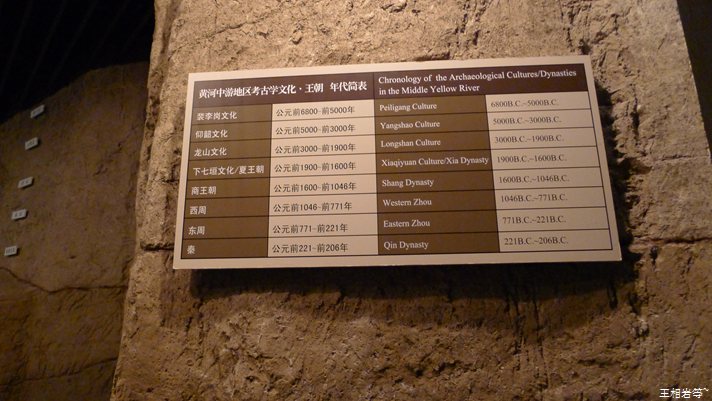 黄河中游地区考古学文化·王朝 年代简表
Chronology of the Archaeological Cultures/Dynasties
in the Middle Yellow River
裴李岗文化 公元前6800-前5000年 Peiligang Culture 6800B.C.~5000B.C.
仰韶文化 公元前5000-前3000年 Yangshao Culture 5000B.C.~3000B.C.
龙山文化 公元前3000-前1900年 Longshan Culture 3000B.C.~1900B.C.
下七垣文化/夏王朝 公元前1900-前1600年 Xiaqiyuan Culture/Xia Dynasty 1900B.C.~1600B.C.
商王朝 公元前1600-前1046年 Shang Dynasty 1600B.C.~1046B.C.
西周 公元前1046-前771年 Western Zhou 1046B.C.~771B.C.
东周 公元前771-前221年 Eastern Zhou 771B.C.~221B.C.
秦 公元前221-前206年 Qin Dynasty 221B.C.~206B.C.
王相岩等~